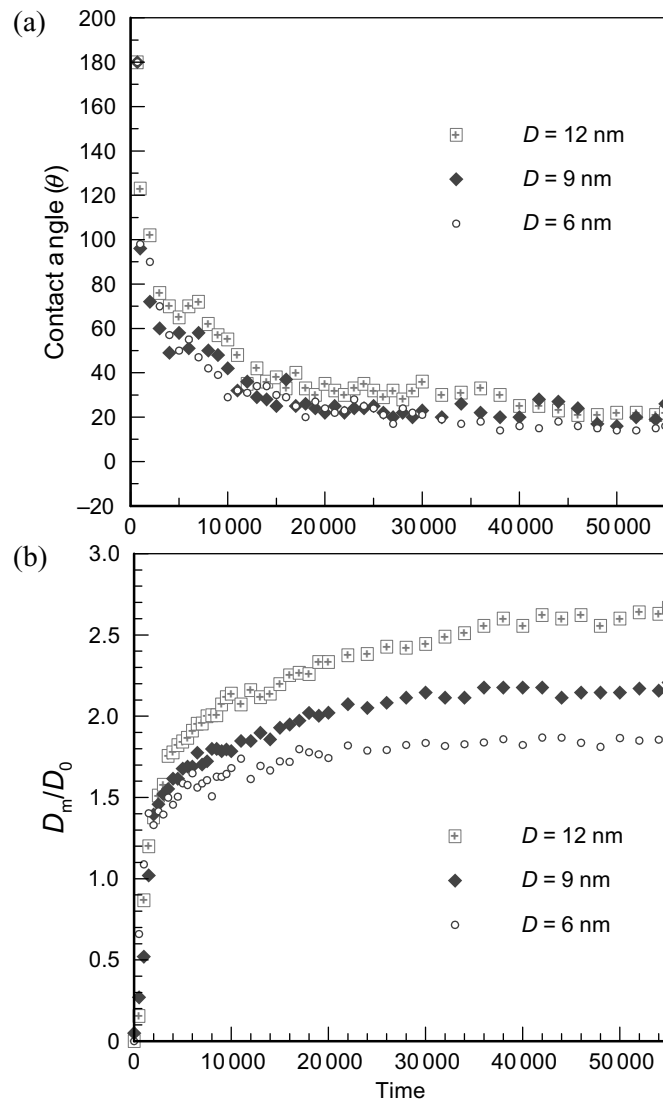 (a)
200
180
160
140
120
100
80
60
40
20
0
–20
Contact angle (θ)
D = 12 nm
D = 9 nm
D = 6 nm
0 10 000 20 000 30 000 40 000 50 000
(b)
3.0
2.5
2.0
1.5
1.0
0.5
0
Dm/D0
D = 12 nm
D = 9 nm
D = 6 nm
0 10 000 20 000 30 000 40 000 50 000
Time